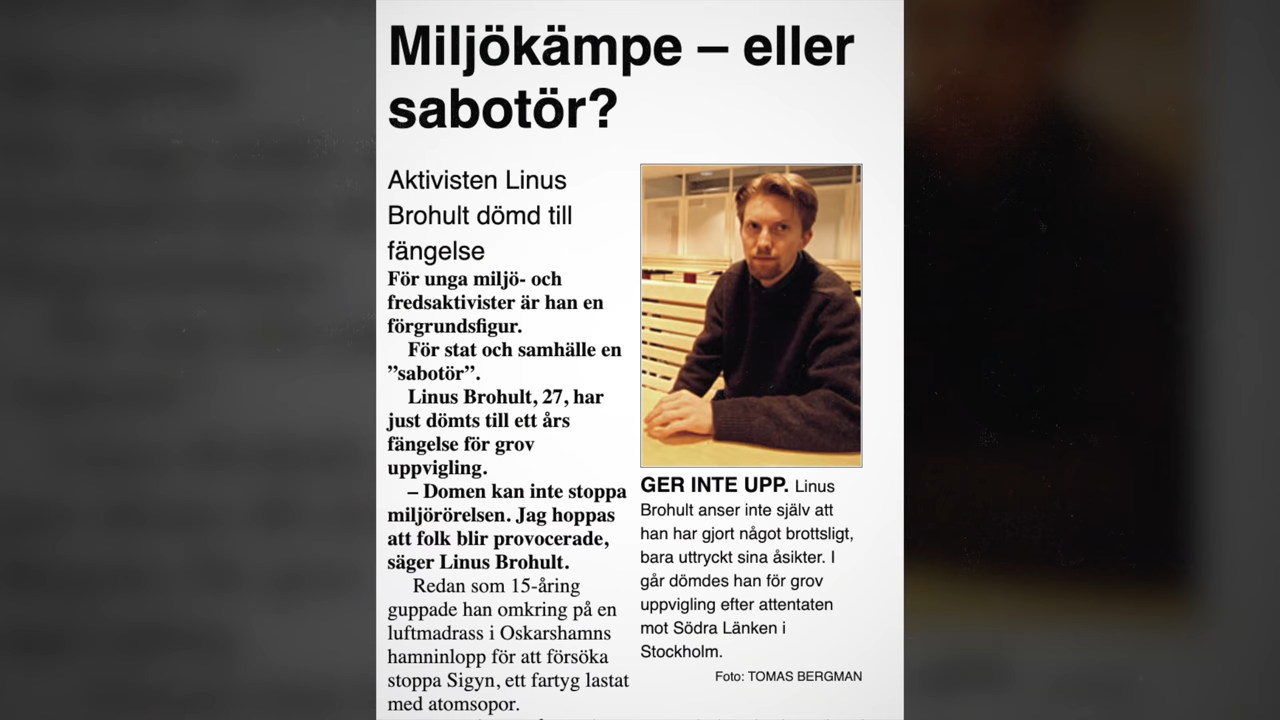 Miljökämpe – eller
sabotör?
Aktivisten Linus
Brohult dömd till
fängelse
För unga miljö- och
fredsaktivister är han en
förgrundsfigur.
För stat och samhälle en
”sabotör”.
Linus Brohult, 27, har
just dömts till ett års
fängelse för grov
uppvigling.
– Domen kan inte stoppa
miljörörelsen. Jag hoppas
att folk blir provocerade,
säger Linus Brohult.
Redan som 15-åring
guppade han omkring på en
luftmadrass i Oskarshamns
hamninlopp för att försöka
stoppa Sigyn, ett fartyg lastat
med atomsopor.
GER INTE UPP. Linus
Brohult anser inte själv att
han har gjort något brottsligt,
bara uttryckt sina åsikter. I
går dömdes han för grov
uppvigling efter attentaten
mot Södra Länken i
Stockholm.
Foto: TOMAS BERGMAN